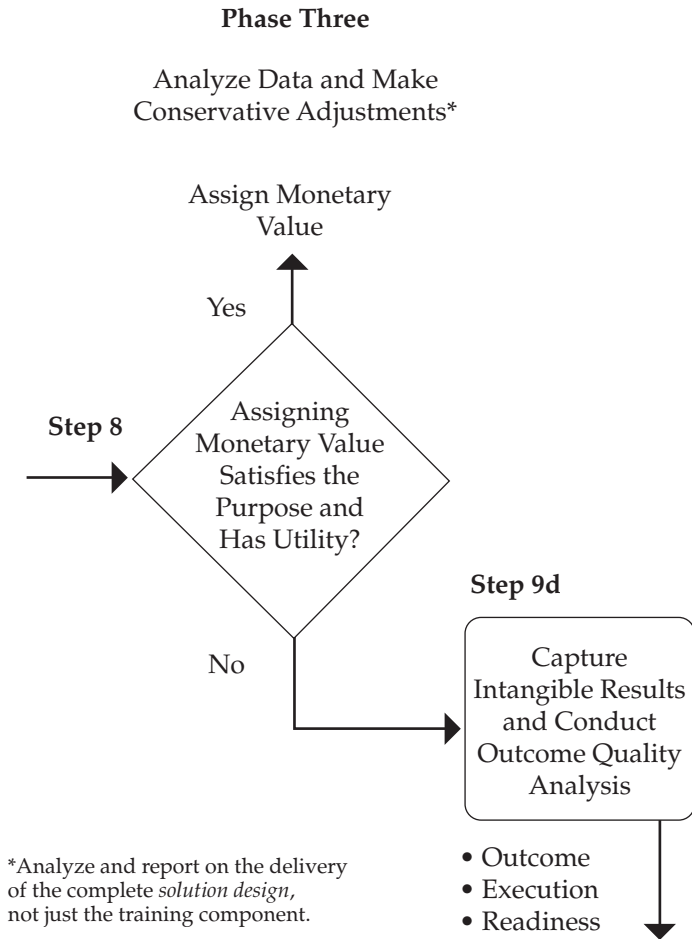 Phase Three
Analyze Data and Make
Conservative Adjustments*
Assign Monetary
Value
Yes
Step 8
Assigning
Monetary Value
Satisfies the
Purpose and
Has Utility?
No
Step 9d
Capture
Intangible Results
and Conduct
Outcome Quality
Analysis
*Analyze and report on the delivery
of the complete solution design,
not just the training component.
• Outcome
• Execution
• Readiness